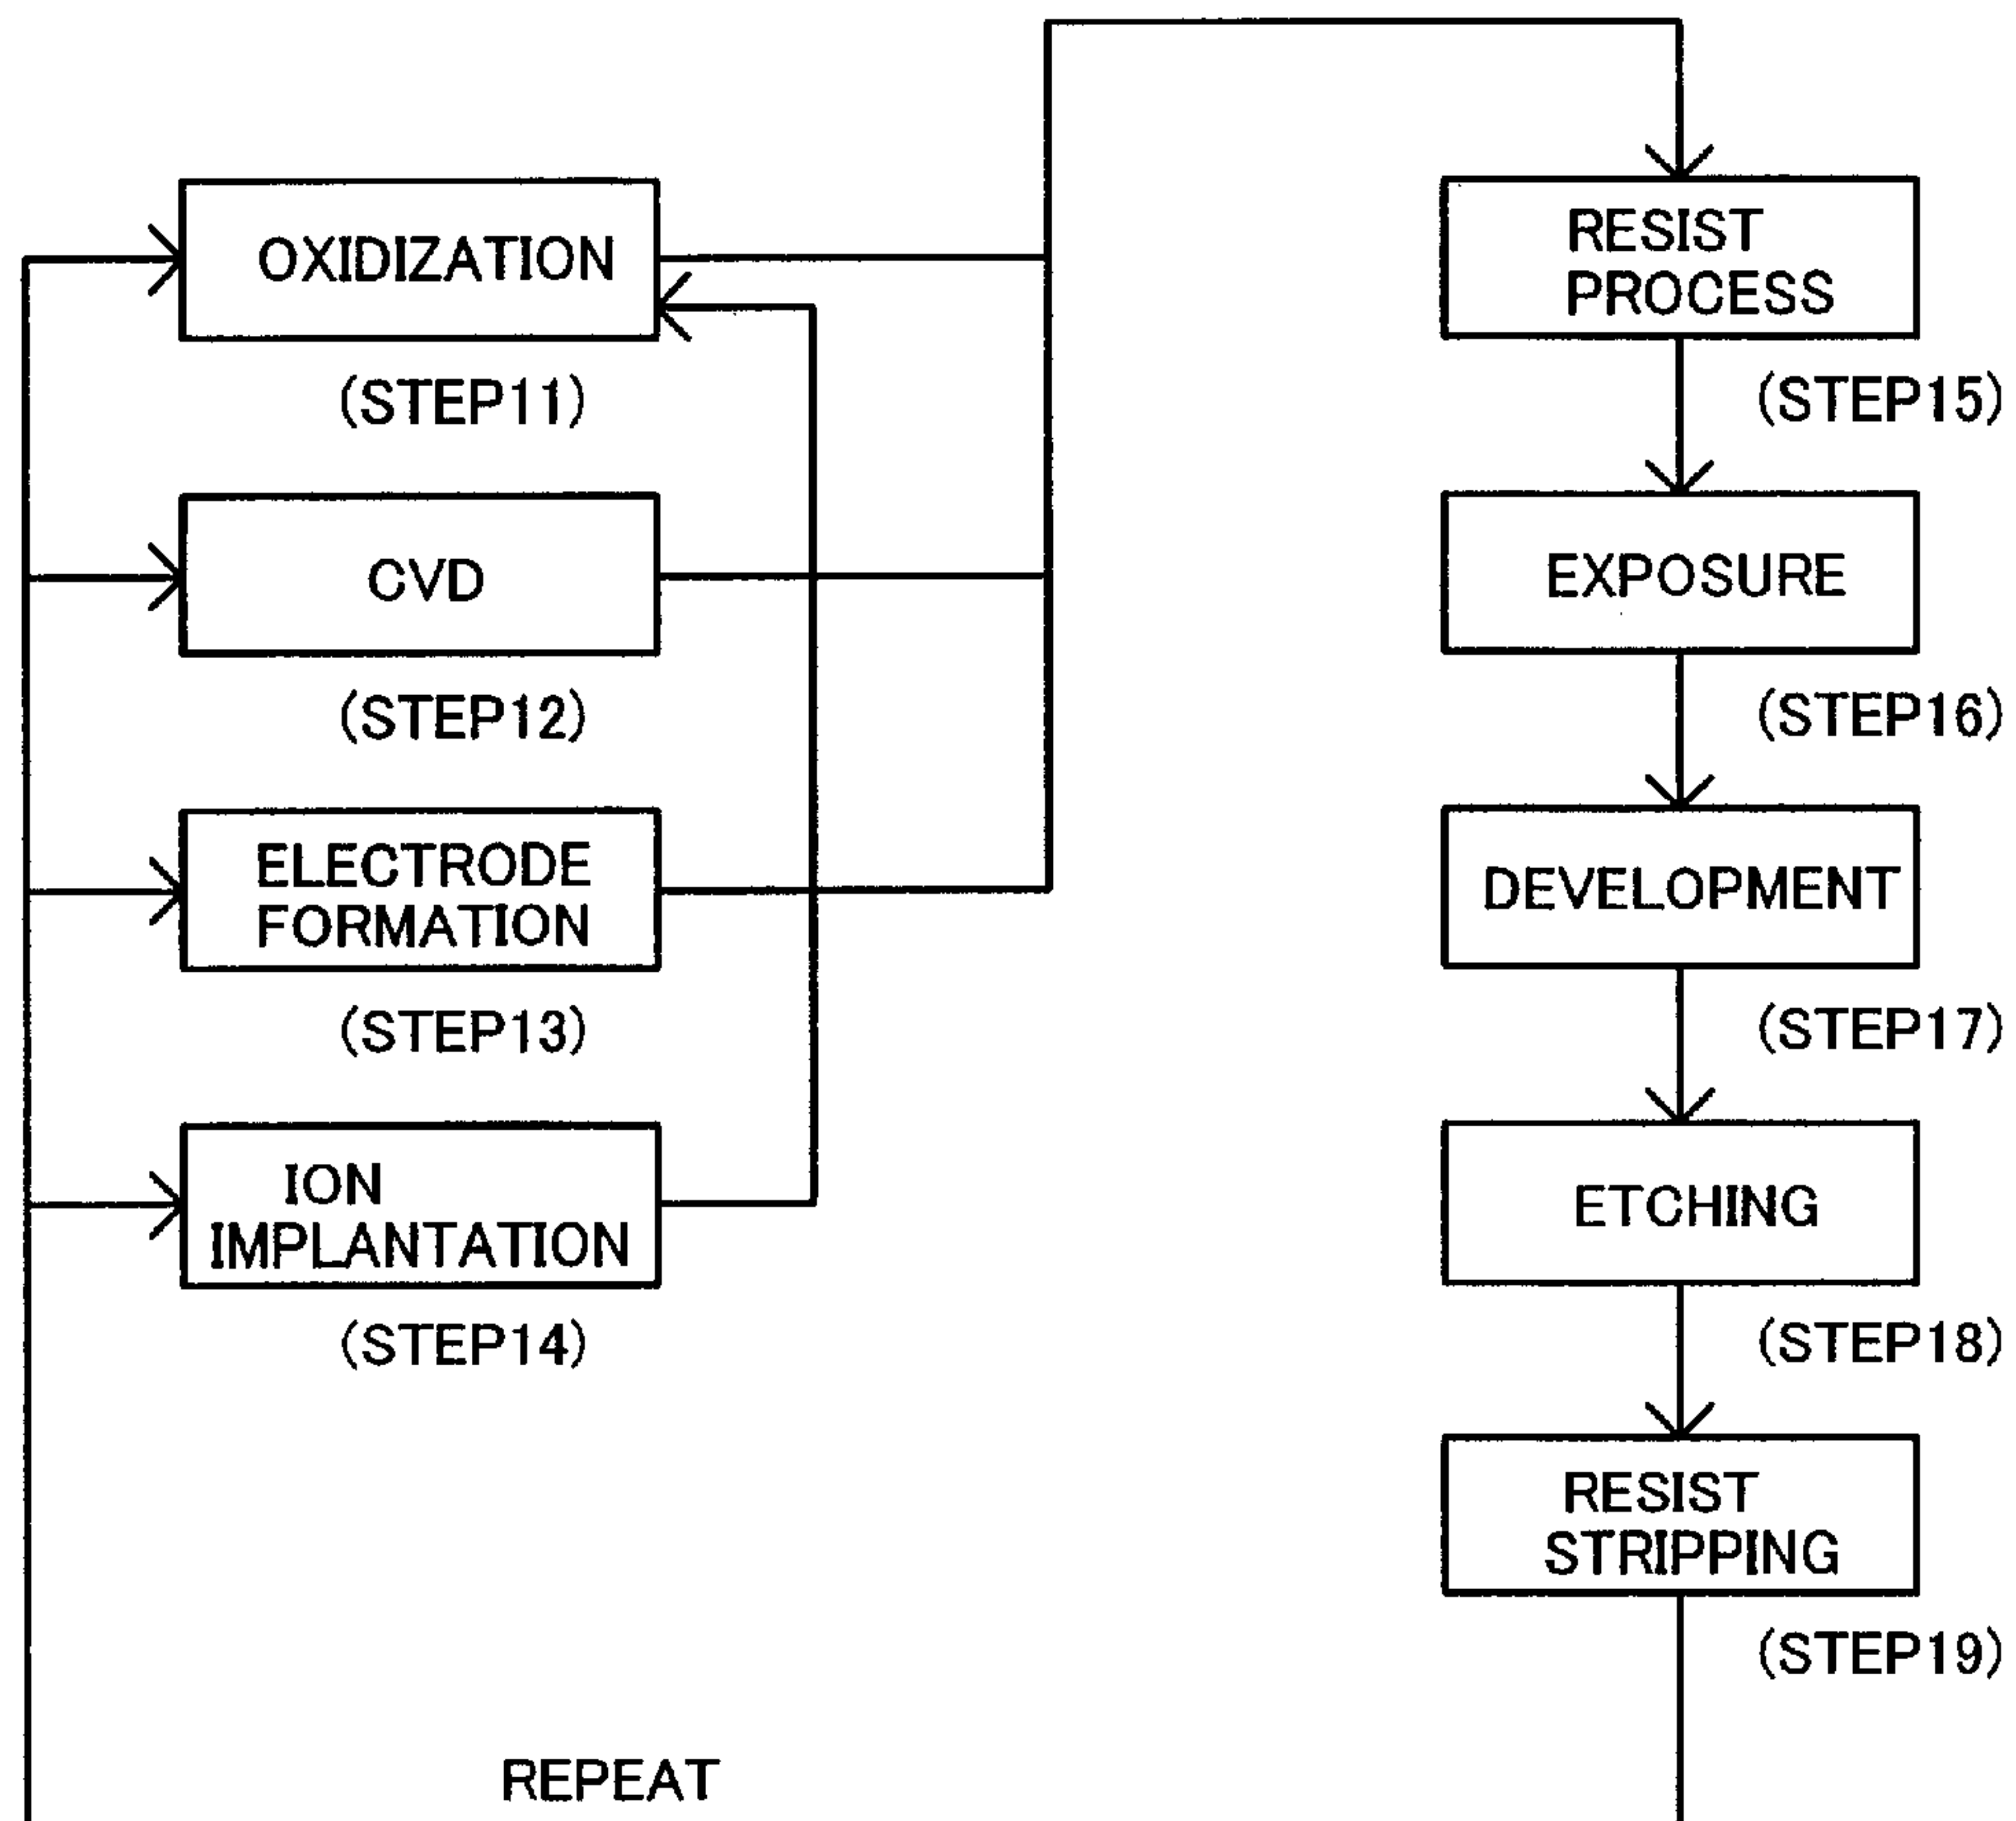 OXIDIZATION
(STEP11)
CVD
(STEP12)
ELECTRODE
FORMATION
(STEP13)
ION
IMPLANTATION
(STEP14)
RESIST
PROCESS
(STEP15)
EXPOSURE
(STEP16)
DEVELOPMENT
(STEP17)
ETCHING
(STEP18)
RESIST
STRIPPING
(STEP19)
REPEAT